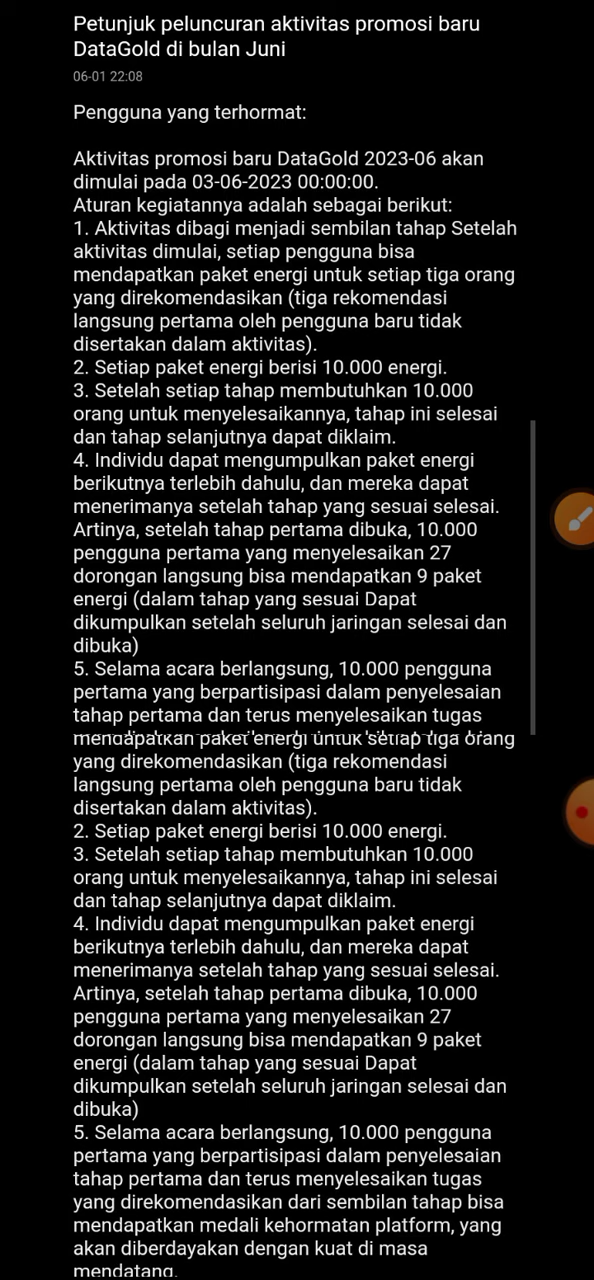 Petunjuk peluncuran aktivitas promosi baru
DataGold di bulan Juni
06-01 22:08
Pengguna yang terhormat:
Aktivitas promosi baru DataGold 2023-06 akan
dimulai pada 03-06-2023 00:00:00.
Aturan kegiatannya adalah sebagai berikut:
1. Aktivitas dibagi menjadi sembilan tahap Setelah
aktivitas dimulai, setiap pengguna bisa
mendapatkan paket energi untuk setiap tiga orang
yang direkomendasikan (tiga rekomendasi
langsung pertama oleh pengguna baru tidak
disertakan dalam aktivitas).
2. Setiap paket energi berisi 10.000 energi.
3. Setelah setiap tahap membutuhkan 10.000
orang untuk menyelesaikannya, tahap ini selesai
dan tahap selanjutnya dapat diklaim.
4. Individu dapat mengumpulkan paket energi
berikutnya terlebih dahulu, dan mereka dapat
menerimanya setelah tahap yang sesuai selesai.
Artinya, setelah tahap pertama dibuka, 10.000
pengguna pertama yang menyelesaikan 27
dorongan langsung bisa mendapatkan 9 paket
energi (dalam tahap yang sesuai Dapat
dikumpulkan setelah seluruh jaringan selesai dan
dibuka)
5. Selama acara berlangsung, 10.000 pengguna
pertama yang berpartisipasi dalam penyelesaian
tahap pertama dan terus menyelesaikan tugas
mendapatkan paket energi untuk setiap tiga orang
yang direkomendasikan (tiga rekomendasi
langsung pertama oleh pengguna baru tidak
disertakan dalam aktivitas).
2. Setiap paket energi berisi 10.000 energi.
3. Setelah setiap tahap membutuhkan 10.000
orang untuk menyelesaikannya, tahap ini selesai
dan tahap selanjutnya dapat diklaim.
4. Individu dapat mengumpulkan paket energi
berikutnya terlebih dahulu, dan mereka dapat
menerimanya setelah tahap yang sesuai selesai.
Artinya, setelah tahap pertama dibuka, 10.000
pengguna pertama yang menyelesaikan 27
dorongan langsung bisa mendapatkan 9 paket
energi (dalam tahap yang sesuai Dapat
dikumpulkan setelah seluruh jaringan selesai dan
dibuka)
5. Selama acara berlangsung, 10.000 pengguna
pertama yang berpartisipasi dalam penyelesaian
tahap pertama dan terus menyelesaikan tugas
yang direkomendasikan dari sembilan tahap bisa
mendapatkan medali kehormatan platform, yang
akan diberdayakan dengan kuat di masa
mendatang.